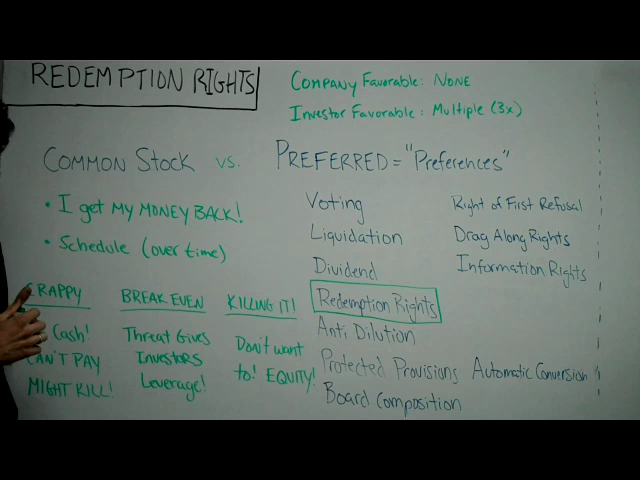 REDEMPTION RIGHTS
COMPANY Favorable: NONE
Investor Favorable: Multiple (3x)
COMMON Stock vs. PREFERRED = "Preferences"
• I get MY MONEY BACK!
• Schedule (over time)
Voting
Liquidation
Dividend
Redemption Rights
Anti Dilution
Protected Provisions
Board Composition
Right of First Refusal
Drag Along Rights
Information Rights
Automatic Conversion
CRAPPY
Cash!
CAN'T PAY
MIGHT KILL!
BREAK EVEN
Threat Gives
Investors
Leverage!
KILLING IT!
Don't want
to! EQUITY!